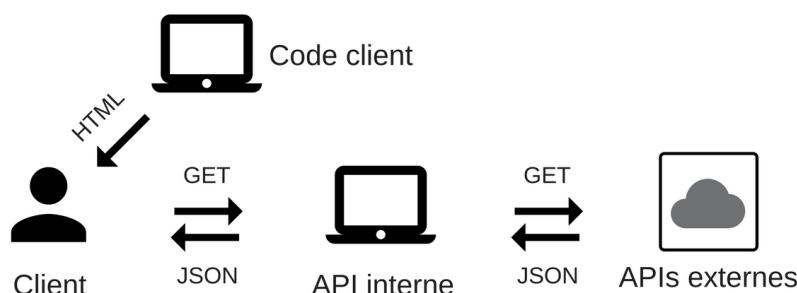 Code client
HTML
GET
GET
JSON
JSON
Client
API interne
APIs externes